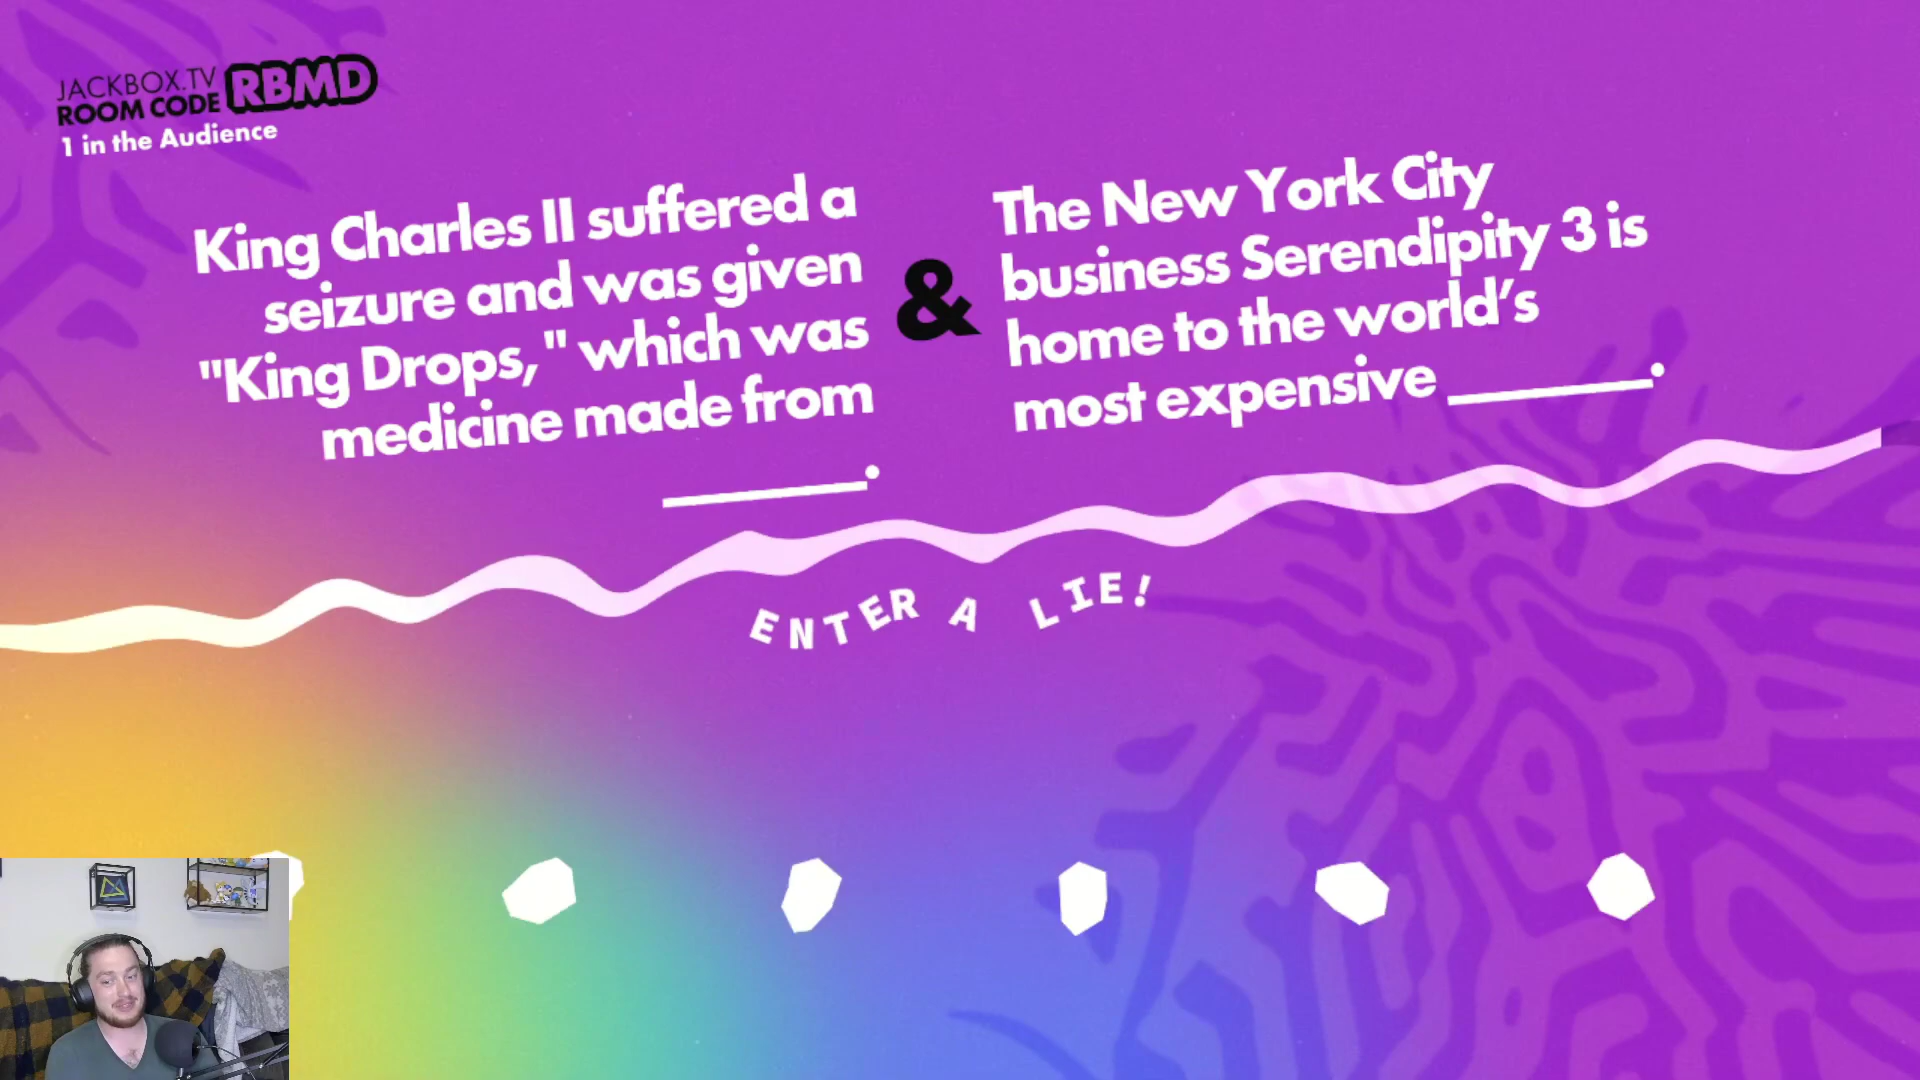 JACKBOX.TV
ROOM CODE RBMD
1 in the Audience
King Charles II suffered a
seizure and was given
"King Drops," which was
medicine made from
______.
&
The New York City
business Serendipity 3 is
home to the world's
most expensive ______.
ENTER A LIE!